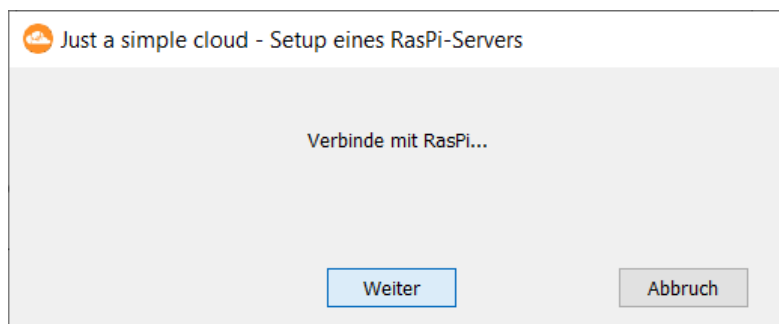 Just a simple cloud - Setup eines RasPi-Servers
Verbinde mit RasPi...
Weiter
Abbruch